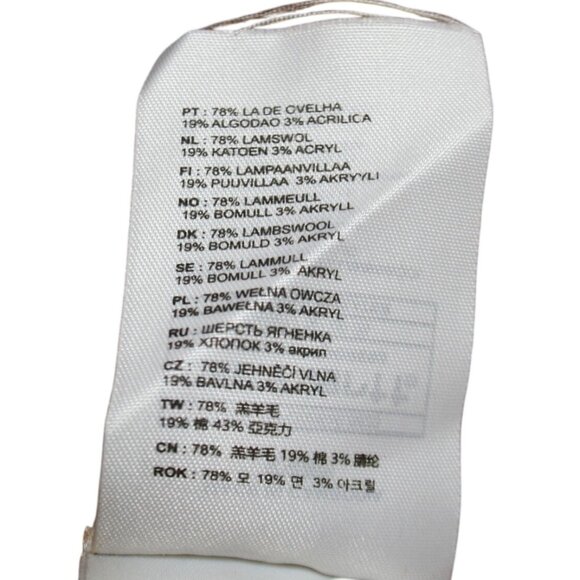 PT : 78% LA DE OVELHA
19% ALGODAO 3% ACRILICA
NL : 78% LAMSWOL
19% KATOEN 3% ACRYL
FI : 78% LAMPAANVILLAA
19% PUUVILLAA 3% AKRYYLI
NO : 78% LAMMEULL
19% BOMULL 3% AKRYLL
DK : 78% LAMBSWOOL
19% BOMULD 3% AKRYL
SE : 78% LAMMULL
19% BOMULL 3% AKRYL
PL : 78% WEŁNA OWCZA
19% BAWEŁNA 3% AKRYL
RU : ШЕРСТЬ ЯГНЕНКА
19% ХЛОПОК 3% акрил
CZ : 78% JEHNĚČÍ VLNA
19% BAVLNA 3% AKRYL
TW : 78% 羔羊毛
19% 棉 43% 亞克力
CN : 78% 羔羊毛 19% 棉 3% 腈纶
ROK : 78% 모 19% 면 3% 아크릴